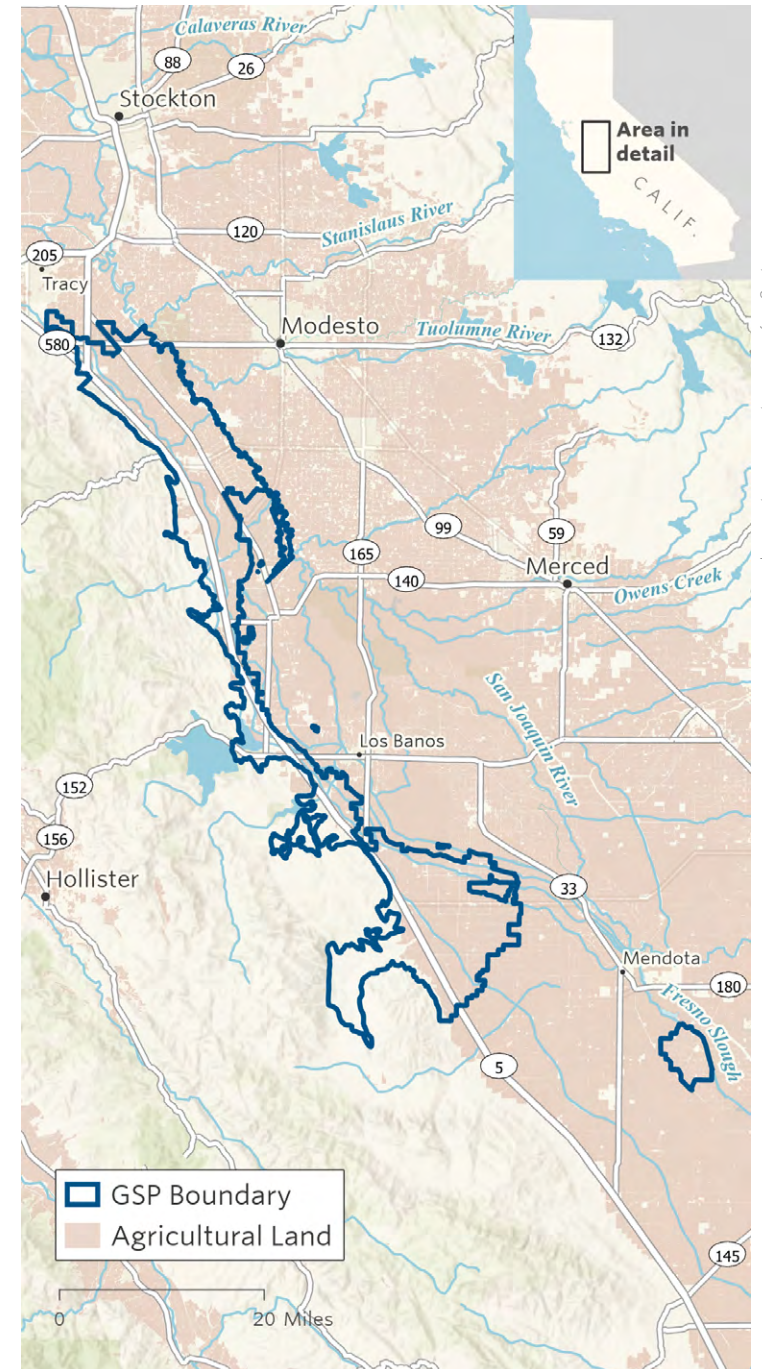 Calaveras River
88
26
Stockton
Area in
detail
CALIF.
120
Stanislaus River
205
Tracy
Modesto
Tuolumne River
132
580
99
59
165
Merced
140
Owens Creek
San Joaquin River
Los Banos
152
156
Hollister
33
Mendota
180
Fresno Slough
5
GSP Boundary
Agricultural Land
145
0
20 Miles